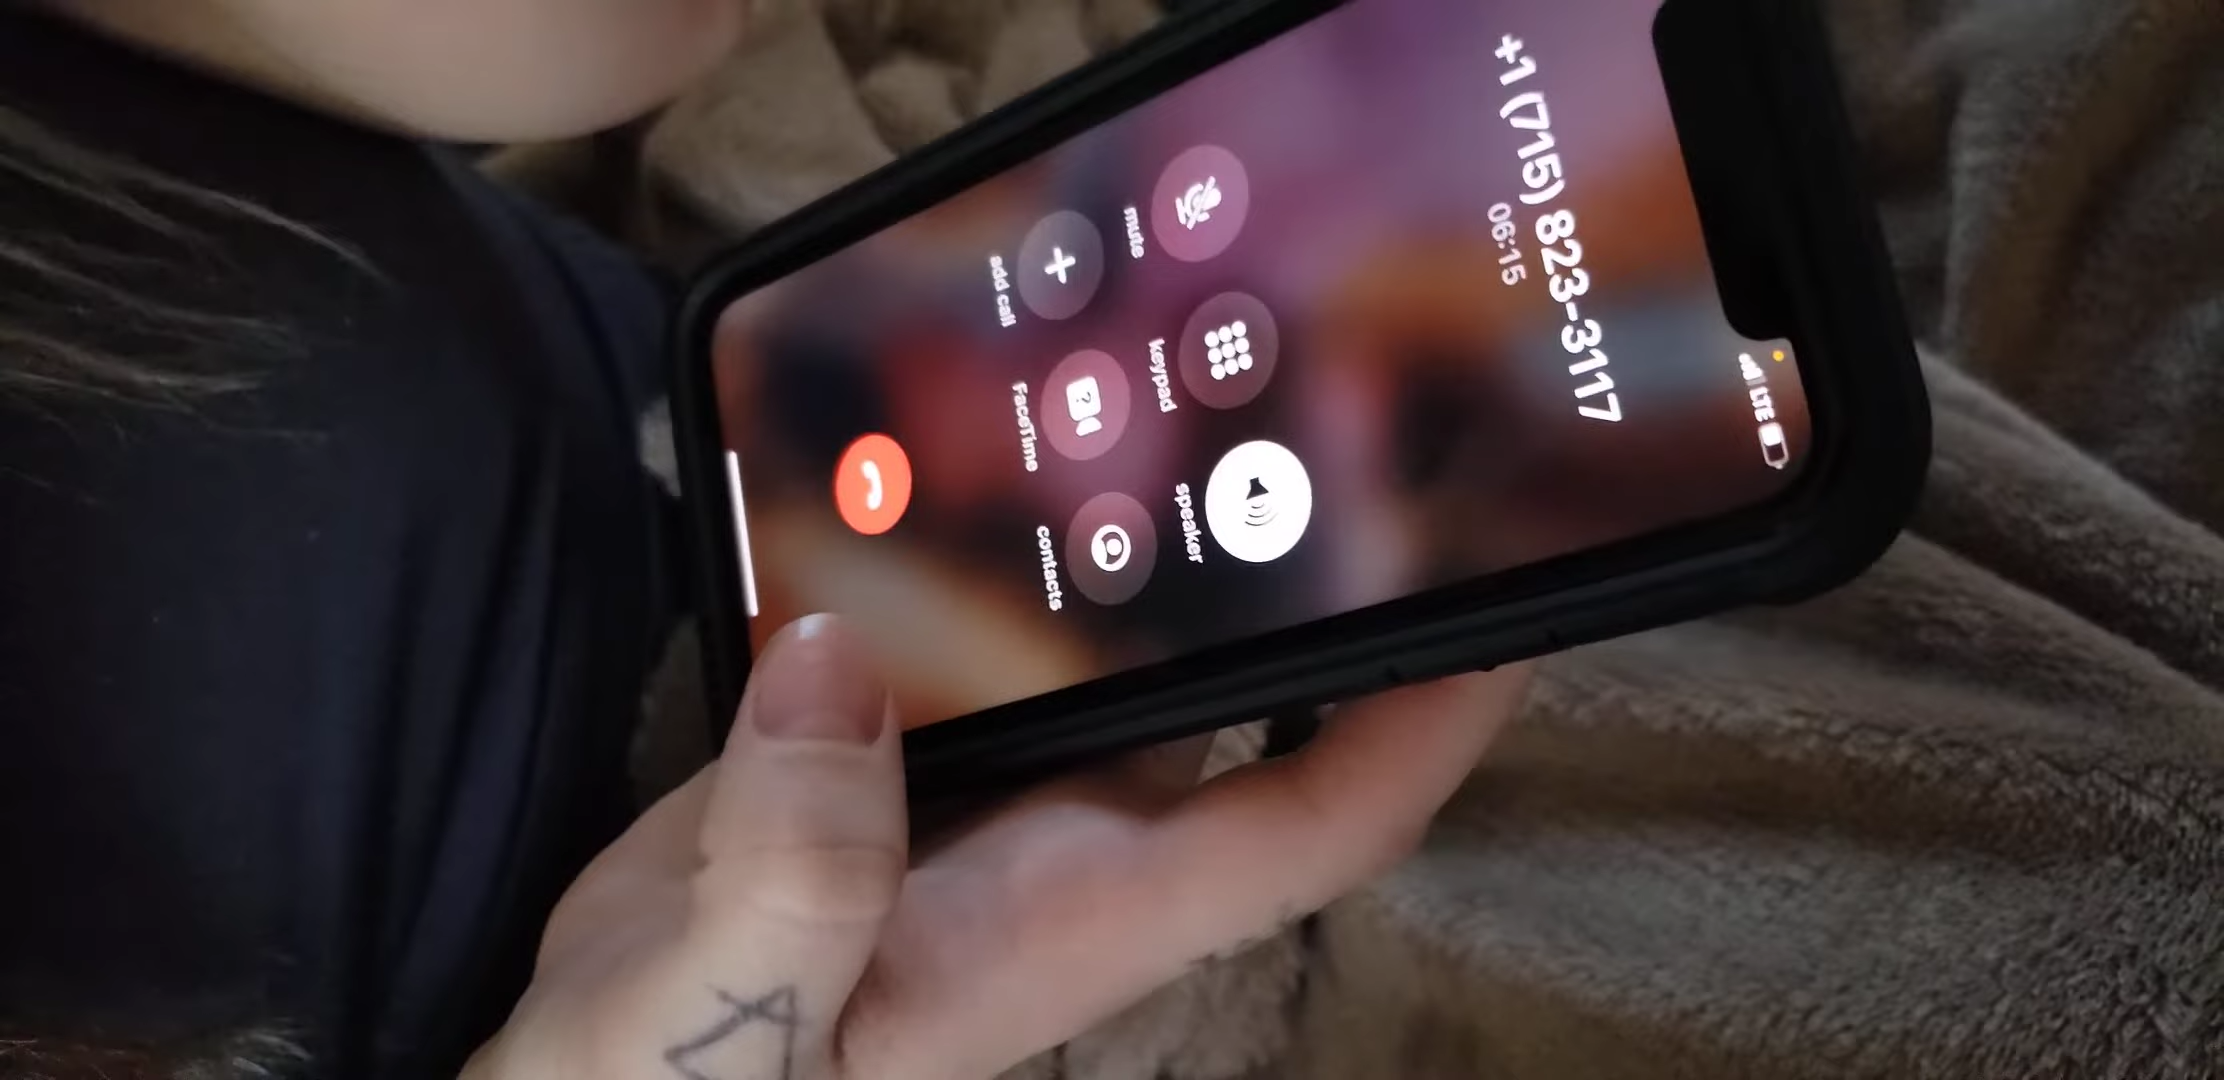 LTE
+1 (715) 823-3117
06:15
mute
keypad
speaker
add call
FaceTime
contacts